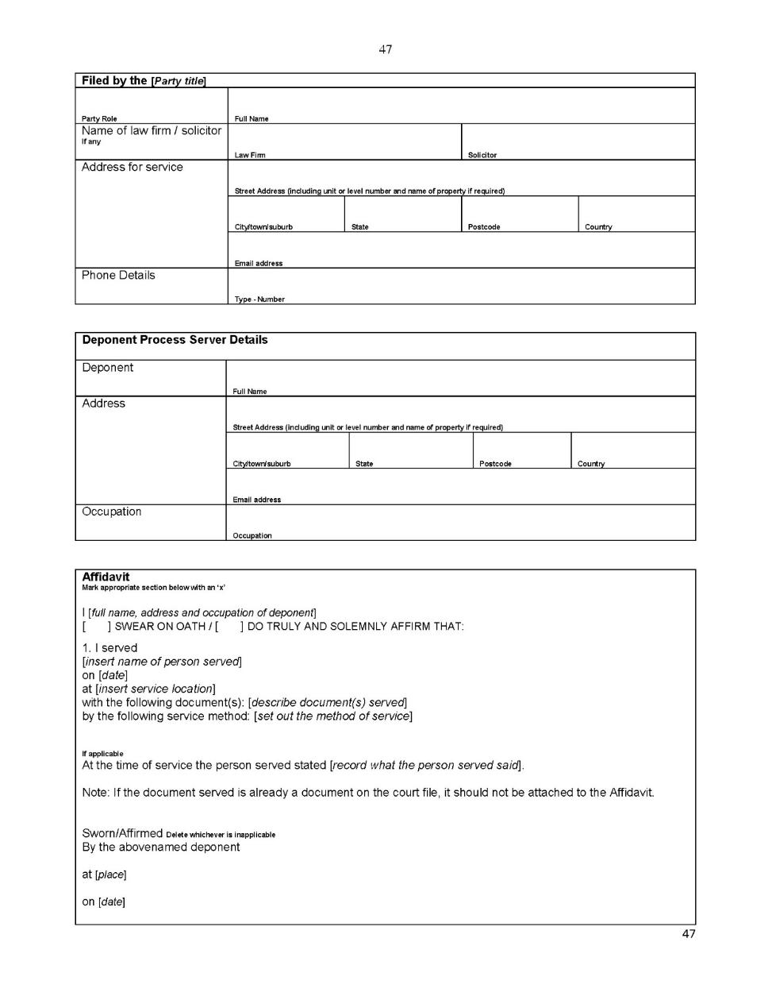 47
Filed by the [Party title]
Party Role
Full Name
Name of law firm / solicitor
If any
Law Firm
Solicitor
Address for service
Street Address (including unit or level number and name of property if required)
City/town/suburb
State
Postcode
Country
Email address
Phone Details
Type - Number
Deponent Process Server Details
Deponent
Full Name
Address
Street Address (including unit or level number and name of property if required)
City/town/suburb
State
Postcode
Country
Email address
Occupation
Occupation
Affidavit
Mark appropriate section below with an ‘x’
I [full name, address and occupation of deponent]
[ ] SWEAR ON OATH / [ ] DO TRULY AND SOLEMNLY AFFIRM THAT:
1. I served
[insert name of person served]
on [date]
at [insert service location]
with the following document(s): [describe document(s) served]
by the following service method: [set out the method of service]
If applicable
At the time of service the person served stated [record what the person served said].
Note: If the document served is already a document on the court file, it should not be attached to the Affidavit.
Sworn/Affirmed Delete whichever is inapplicable
By the abovenamed deponent
at [place]
on [date]
47